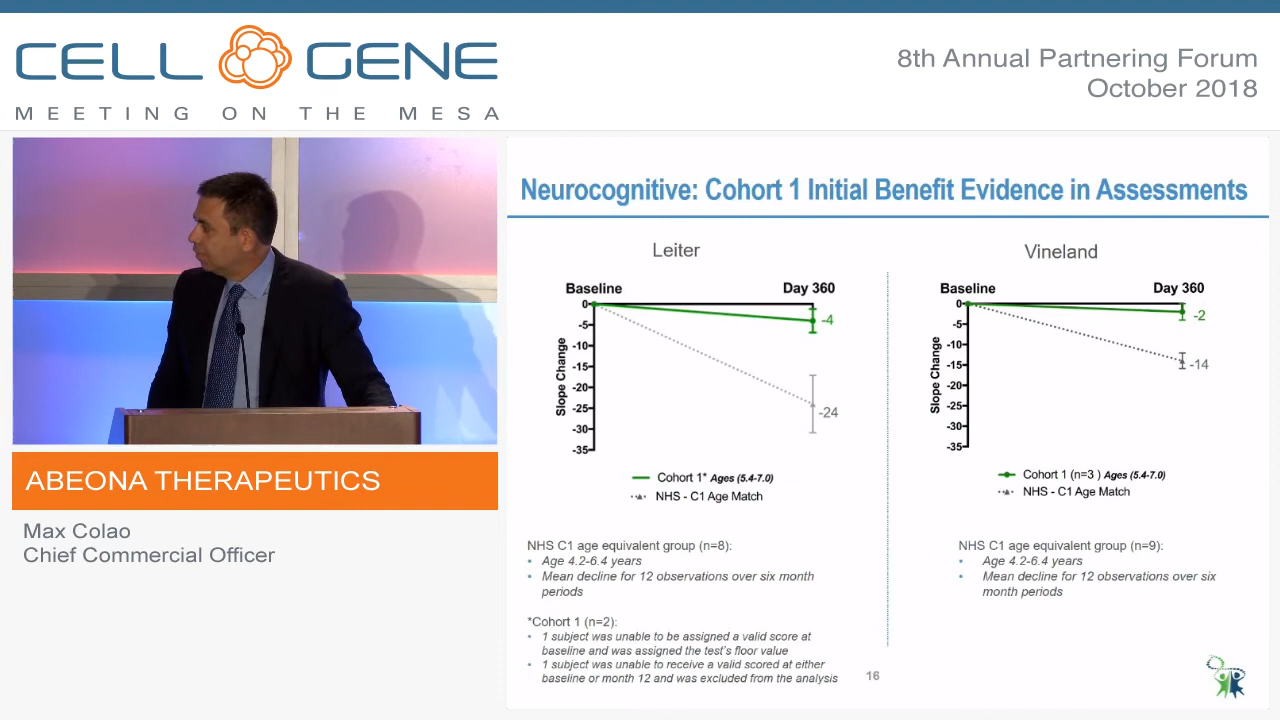 CELL GENE
MEETING ON THE MESA
8th Annual Partnering Forum
October 2018
ABEONA THERAPEUTICS
Max Colao
Chief Commercial Officer
Neurocognitive: Cohort 1 Initial Benefit Evidence in Assessments
Leiter
Baseline
Day 360
0
-5
-10
-15
-20
-25
-30
-35
Slope Change
-4
-24
Cohort 1* Ages (5.4-7.0)
NHS - C1 Age Match
NHS C1 age equivalent group (n=8):
• Age 4.2-6.4 years
• Mean decline for 12 observations over six month
periods
*Cohort 1 (n=2):
• 1 subject was unable to be assigned a valid score at
baseline and was assigned the test's floor value
• 1 subject was unable to receive a valid scored at either
baseline or month 12 and was excluded from the analysis
Vineland
Baseline
Day 360
0
-5
-10
-15
-20
-25
-30
-35
Slope Change
-2
-14
Cohort 1 (n=3 ) Ages (5.4-7.0)
NHS - C1 Age Match
NHS C1 age equivalent group (n=9):
• Age 4.2-6.4 years
• Mean decline for 12 observations over six
month periods
16